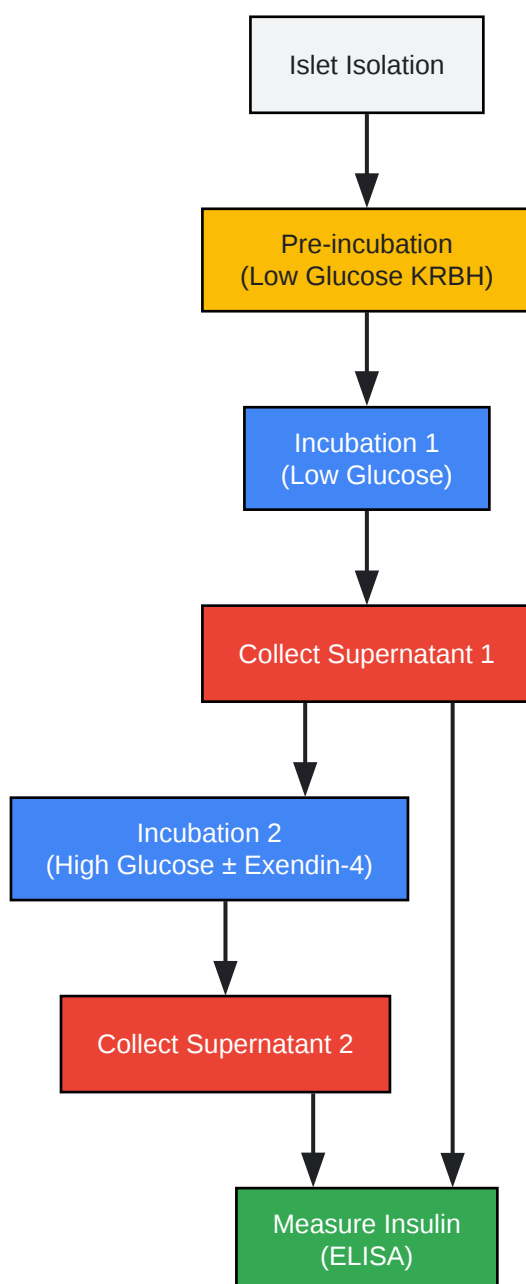 Islet Isolation
Pre-incubation
(Low Glucose KRBH)
Incubation 1
(Low Glucose)
Collect Supernatant 1
Incubation 2
(High Glucose ± Exendin-4)
Collect Supernatant 2
Measure Insulin
(ELISA)